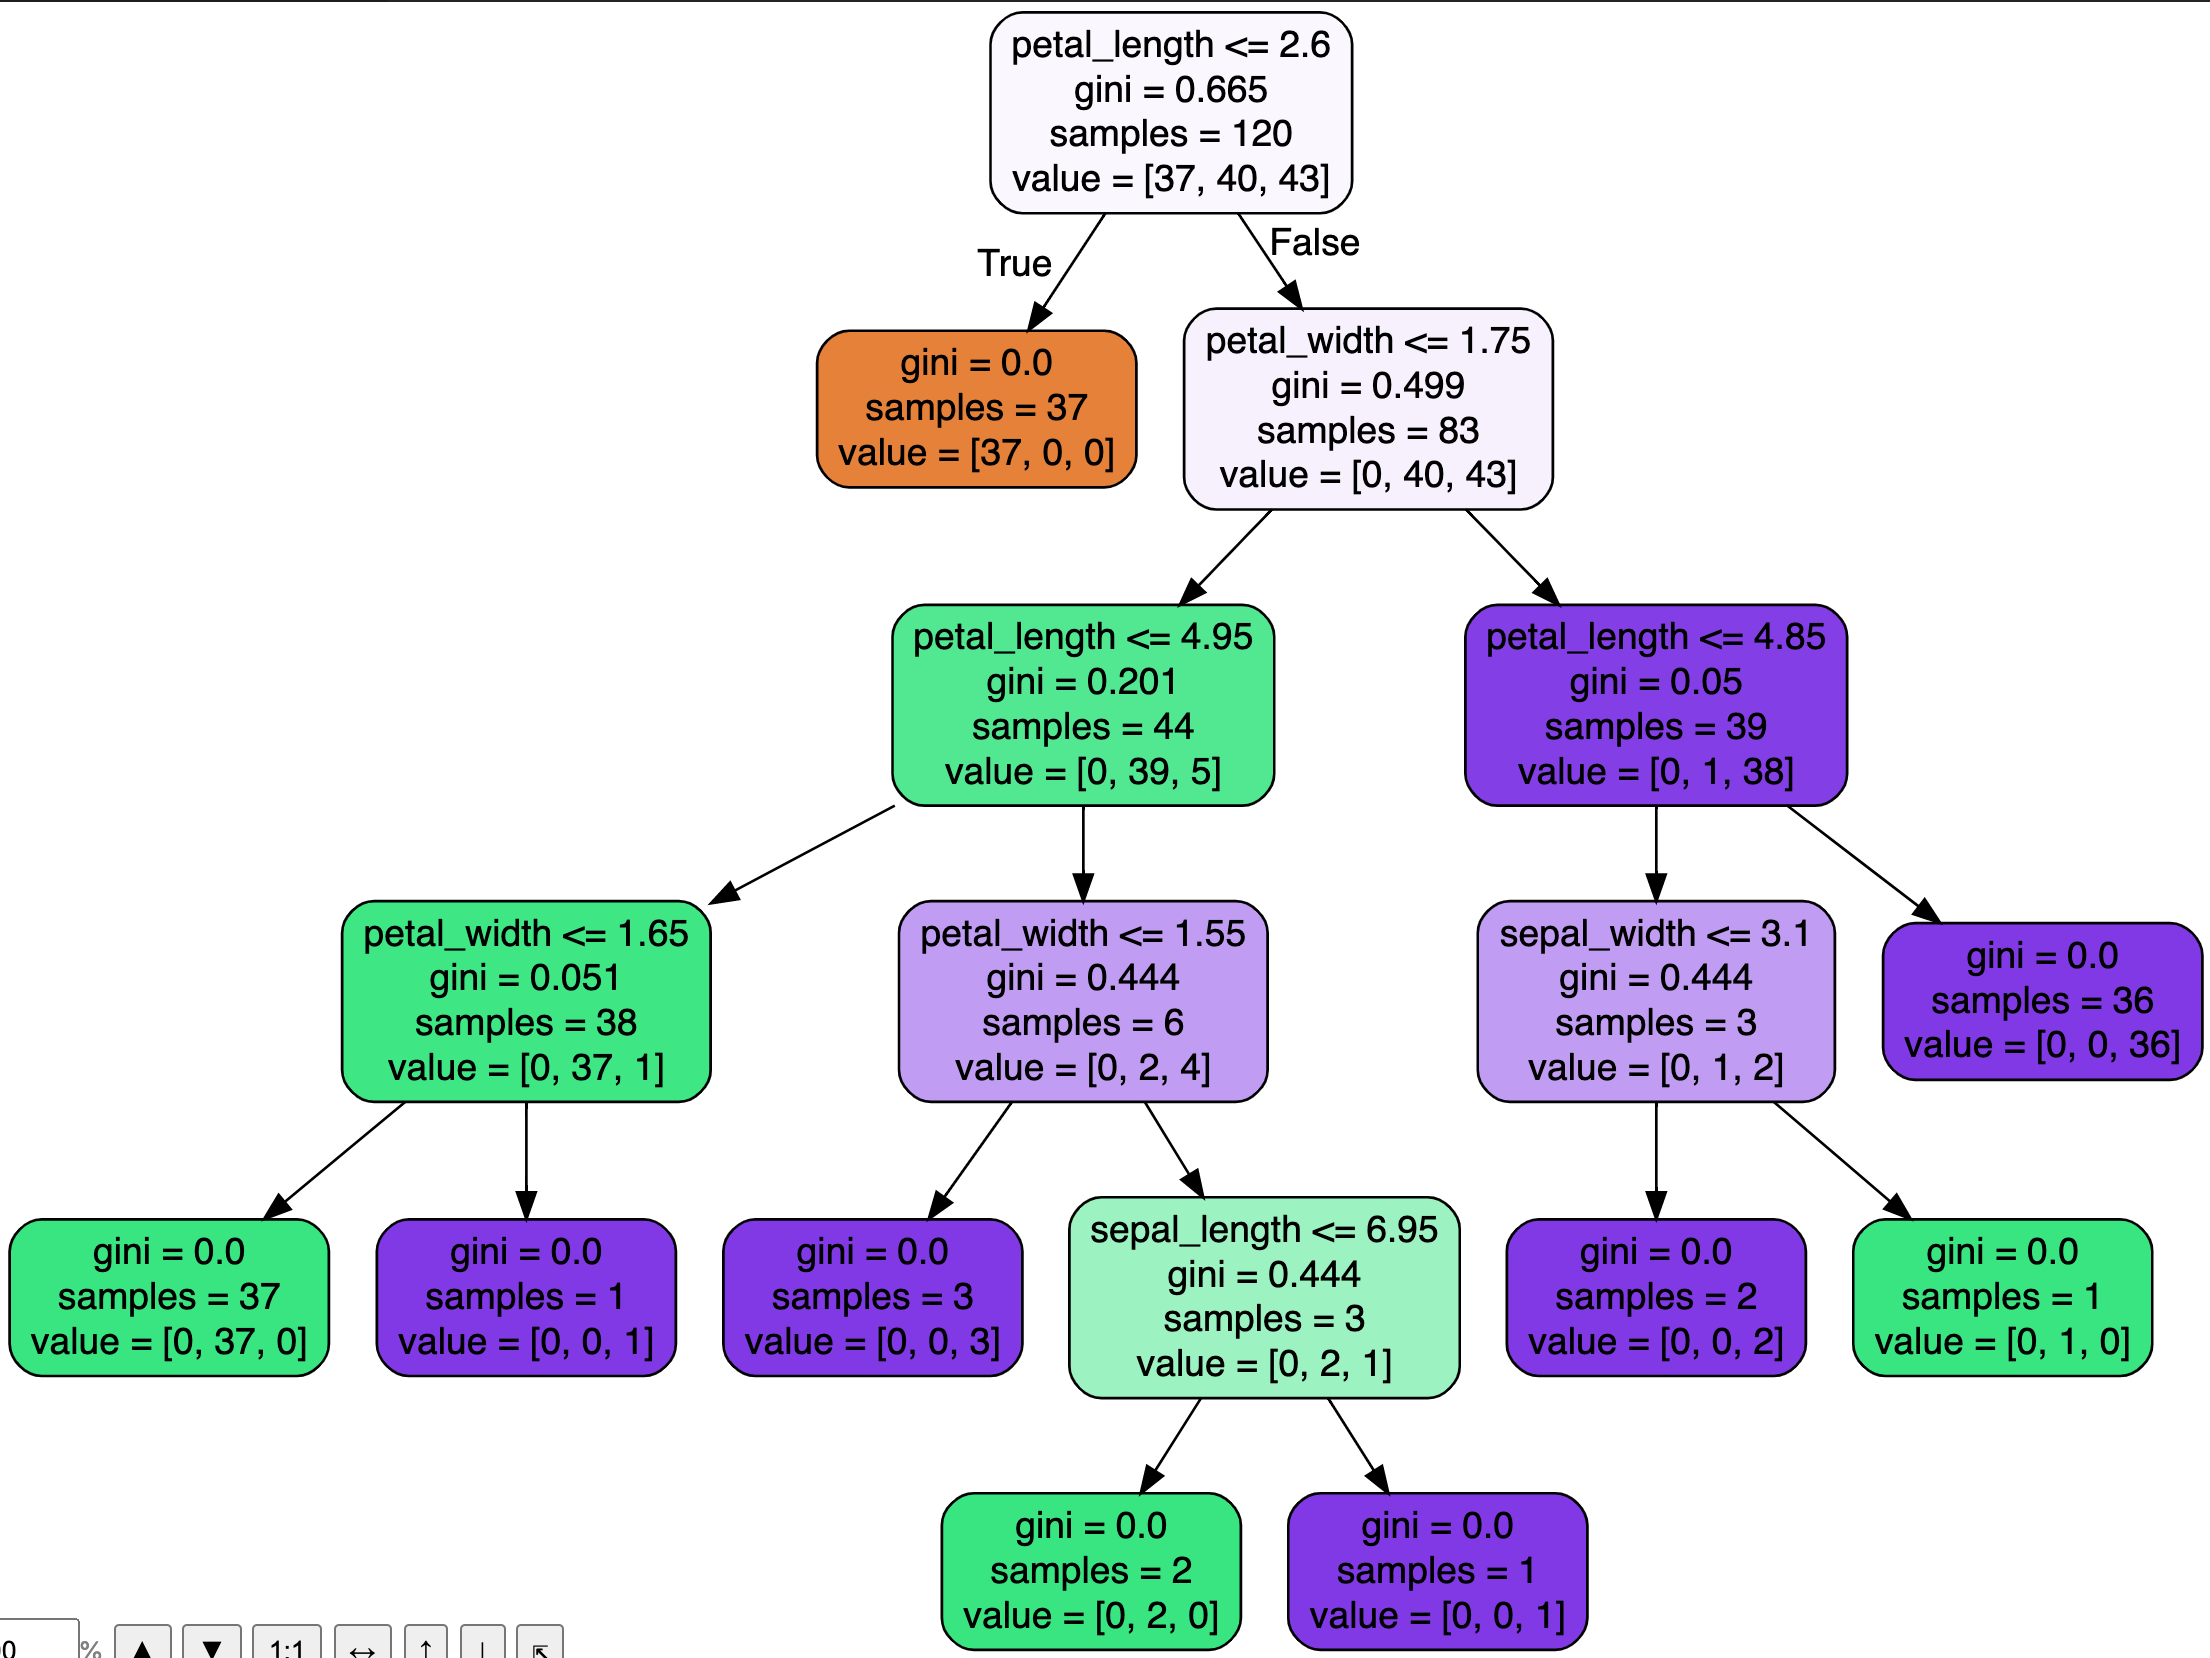 petal_length <= 2.6
gini = 0.665
samples = 120
value = [37, 40, 43]
True
False
gini = 0.0
samples = 37
value = [37, 0, 0]
petal_width <= 1.75
gini = 0.499
samples = 83
value = [0, 40, 43]
petal_length <= 4.95
gini = 0.201
samples = 44
value = [0, 39, 5]
petal_length <= 4.85
gini = 0.05
samples = 39
value = [0, 1, 38]
petal_width <= 1.65
gini = 0.051
samples = 38
value = [0, 37, 1]
petal_width <= 1.55
gini = 0.444
samples = 6
value = [0, 2, 4]
sepal_width <= 3.1
gini = 0.444
samples = 3
value = [0, 1, 2]
gini = 0.0
samples = 36
value = [0, 0, 36]
gini = 0.0
samples = 37
value = [0, 37, 0]
gini = 0.0
samples = 1
value = [0, 0, 1]
gini = 0.0
samples = 3
value = [0, 0, 3]
sepal_length <= 6.95
gini = 0.444
samples = 3
value = [0, 2, 1]
gini = 0.0
samples = 2
value = [0, 0, 2]
gini = 0.0
samples = 1
value = [0, 1, 0]
gini = 0.0
samples = 2
value = [0, 2, 0]
gini = 0.0
samples = 1
value = [0, 0, 1]
% ▲ ▼ 1:1 ↔ ↑